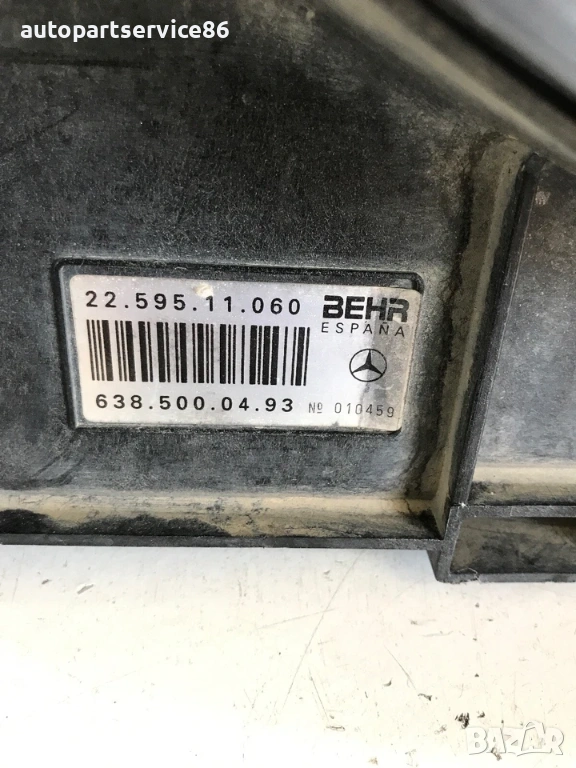 autopartservice86
22.595.11.060
BEHR
ESPAÑA
638.500.04.93
Nº 010459
BAZAR